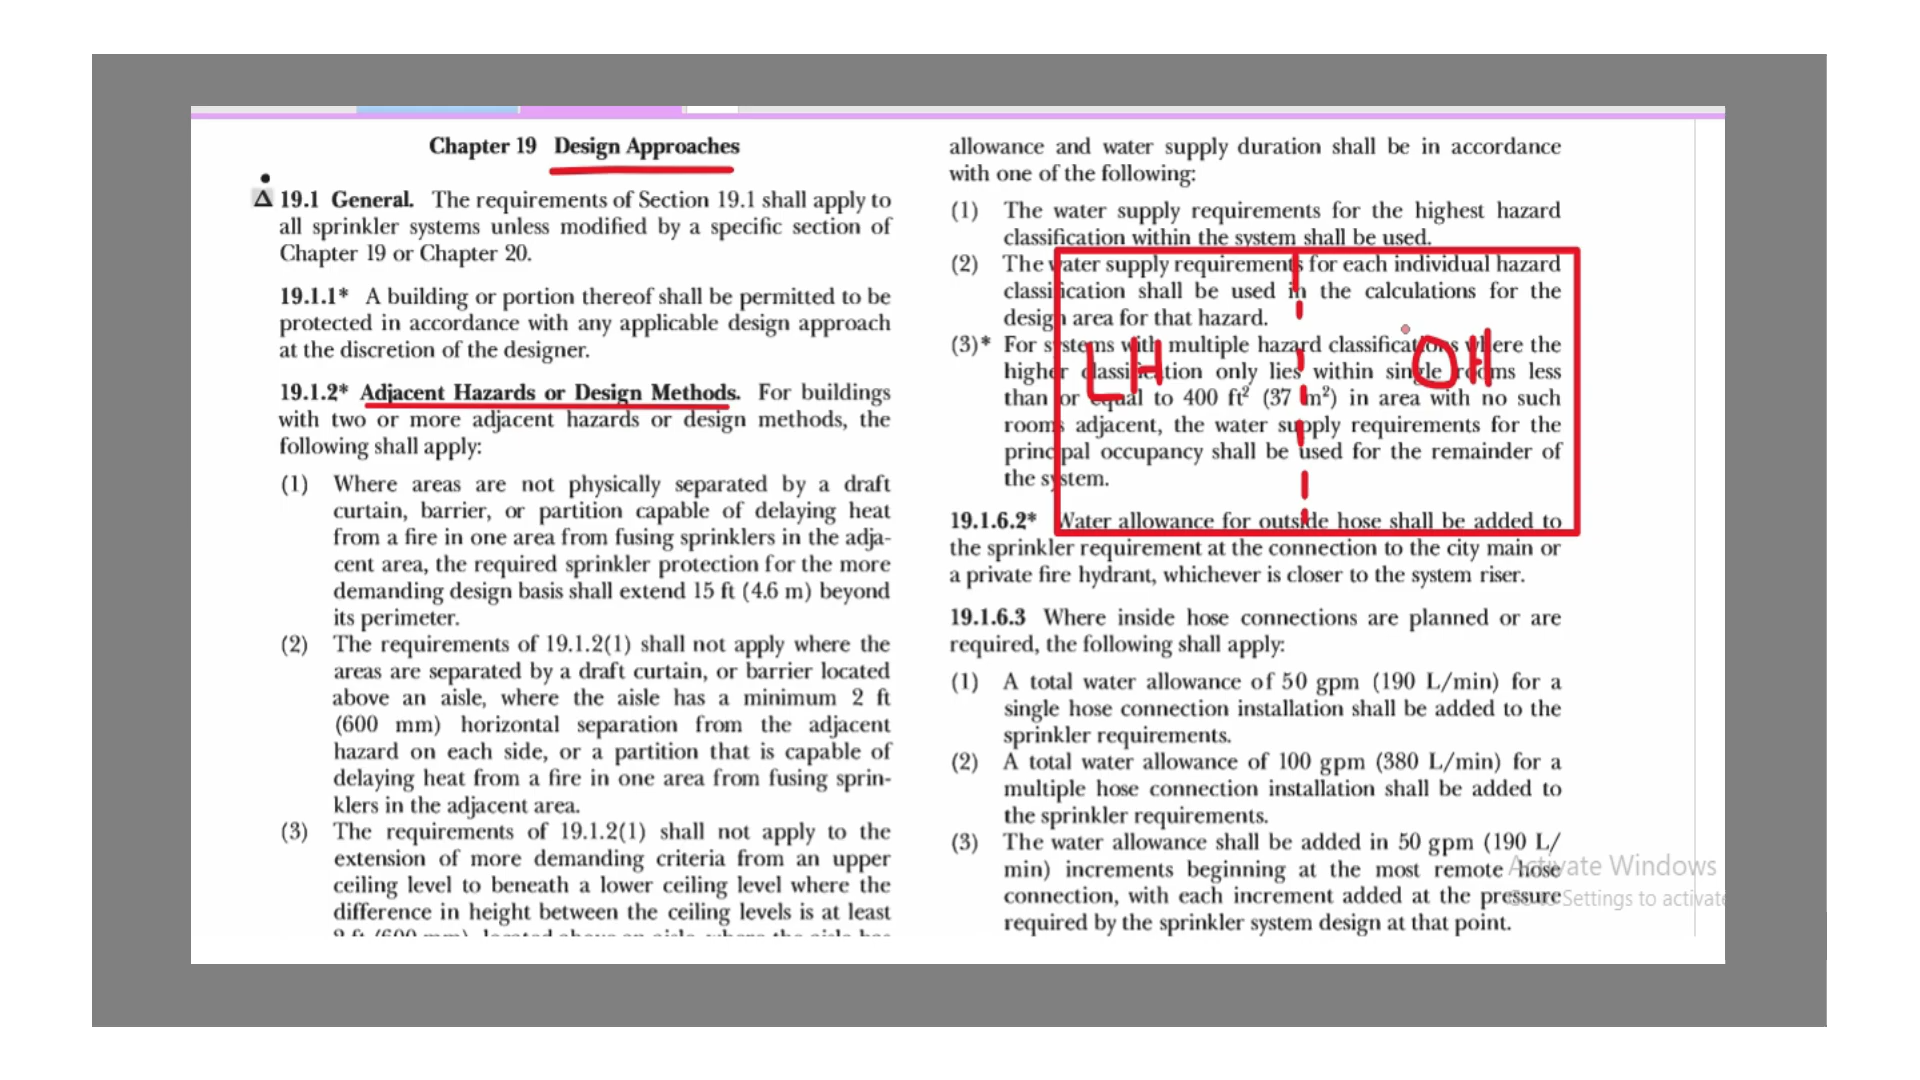 Chapter 19 Design Approaches
Δ 19.1 General. The requirements of Section 19.1 shall apply to
all sprinkler systems unless modified by a specific section of
Chapter 19 or Chapter 20.
19.1.1* A building or portion thereof shall be permitted to be
protected in accordance with any applicable design approach
at the discretion of the designer.
19.1.2* Adjacent Hazards or Design Methods. For buildings
with two or more adjacent hazards or design methods, the
following shall apply:
(1) Where areas are not physically separated by a draft
curtain, barrier, or partition capable of delaying heat
from a fire in one area from fusing sprinklers in the adja-
cent area, the required sprinkler protection for the more
demanding design basis shall extend 15 ft (4.6 m) beyond
its perimeter.
(2) The requirements of 19.1.2(1) shall not apply where the
areas are separated by a draft curtain, or barrier located
above an aisle, where the aisle has a minimum 2 ft
(600 mm) horizontal separation from the adjacent
hazard on each side, or a partition that is capable of
delaying heat from a fire in one area from fusing sprin-
klers in the adjacent area.
(3) The requirements of 19.1.2(1) shall not apply to the
extension of more demanding criteria from an upper
ceiling level to beneath a lower ceiling level where the
difference in height between the ceiling levels is at least
allowance and water supply duration shall be in accordance
with one of the following:
(1) The water supply requirements for the highest hazard
classification within the system shall be used.
(2) The water supply requirements for each individual hazard
classification shall be used in the calculations for the
design area for that hazard.
(3)* For systems with multiple hazard classifications where the
higher classification only lies within single rooms less
than or equal to 400 ft² (37 m²) in area with no such
rooms adjacent, the water supply requirements for the
principal occupancy shall be used for the remainder of
the system.
LH
OH
19.1.6.2* Water allowance for outside hose shall be added to
the sprinkler requirement at the connection to the city main or
a private fire hydrant, whichever is closer to the system riser.
19.1.6.3 Where inside hose connections are planned or are
required, the following shall apply:
(1) A total water allowance of 50 gpm (190 L/min) for a
single hose connection installation shall be added to the
sprinkler requirements.
(2) A total water allowance of 100 gpm (380 L/min) for a
multiple hose connection installation shall be added to
the sprinkler requirements.
(3) The water allowance shall be added in 50 gpm (190 L/
min) increments beginning at the most remote hose
connection, with each increment added at the pressure
required by the sprinkler system design at that point.
Activate Windows
Go to Settings to activate